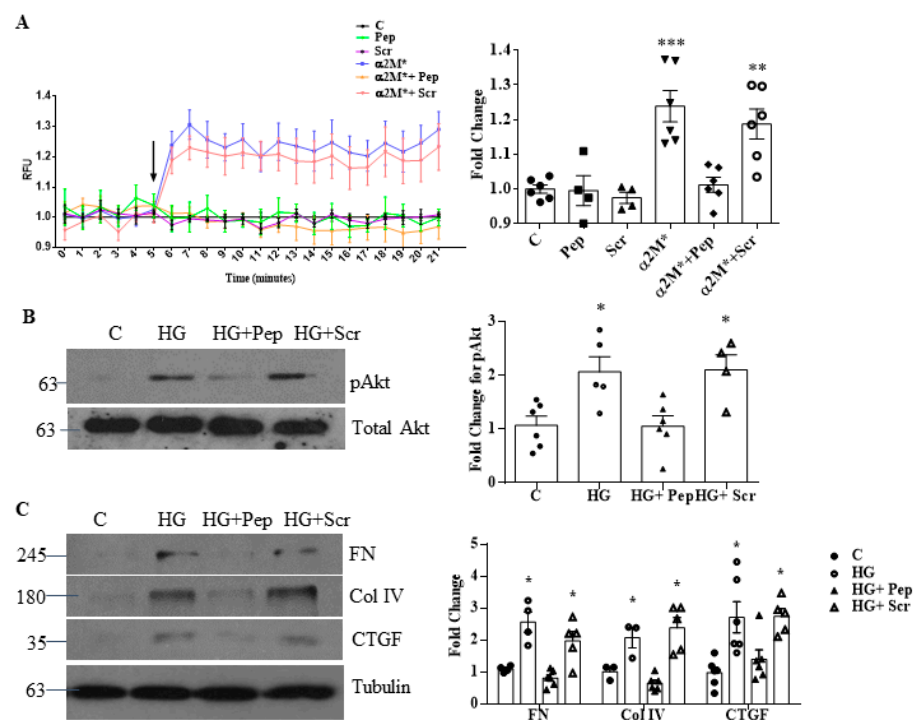 A
C
Pep
Scr
α2M*
α2M*+ Pep
α2M*+ Scr
1.4
1.3
1.2
1.1
1.0
0.9
RFU
0 1 2 3 4 5 6 7 8 9 10 11 12 13 14 15 16 17 18 19 20 21
Time (minutes)
Fold Change
1.4
1.3
1.2
1.1
1.0
0.9
***
**
C Pep Scr α2M* α2M*+Pep α2M*+Scr
B
C HG HG+Pep HG+Scr
63 pAkt
63 Total Akt
Fold Change for pAkt
3
2
1
0
* *
C HG HG+ Pep HG+ Scr
C
C HG HG+Pep HG+Scr
245 FN
180 Col IV
35 CTGF
63 Tubulin
Fold Change
5
4
3
2
1
0
* * * * * *
FN Col IV CTGF
C
HG
HG+ Pep
HG+ Scr